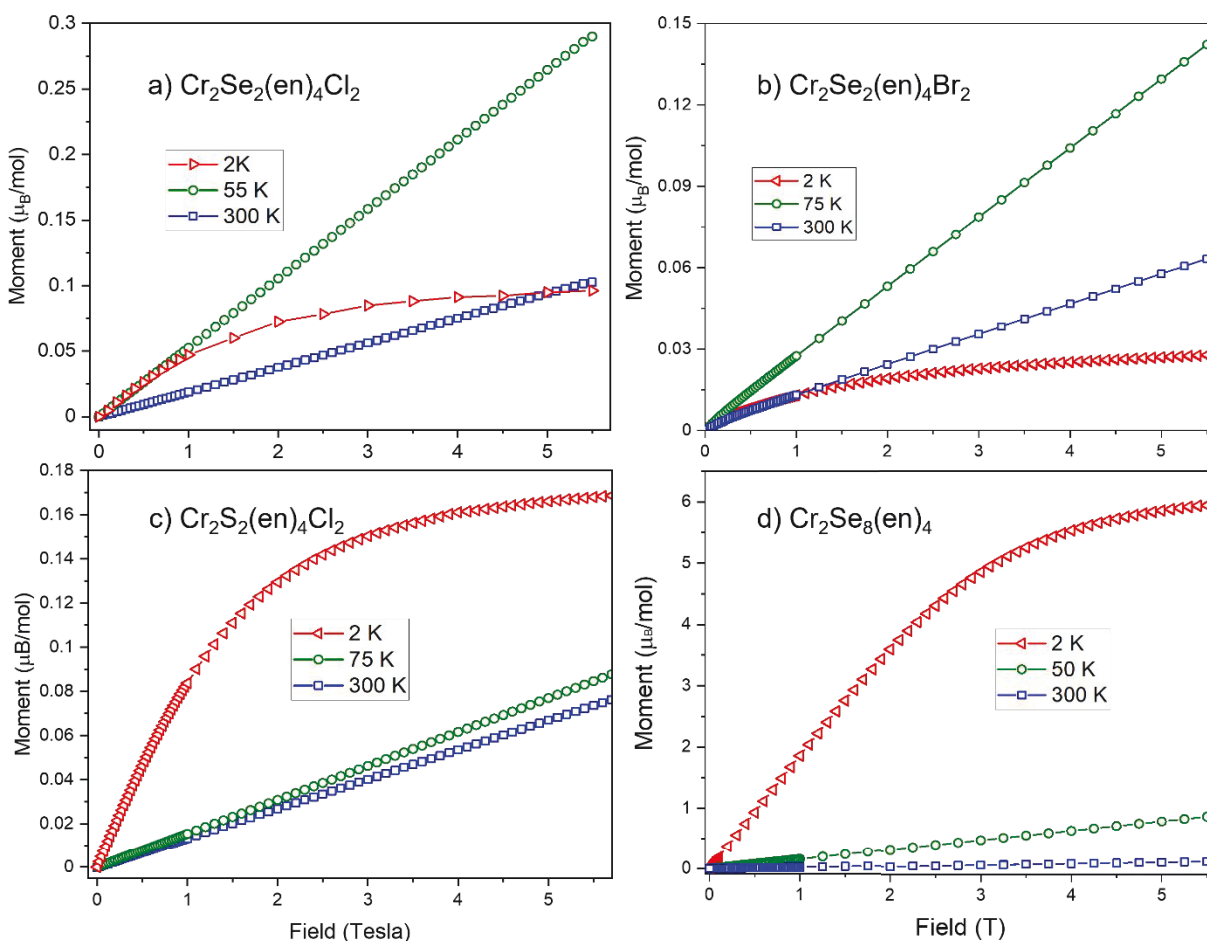 a) Cr₂Se₂(en)₄Cl₂
2K
55 K
300 K
Moment (μ_B/mol)
0.3
0.25
0.2
0.15
0.1
0.05
0
0 1 2 3 4 5
b) Cr₂Se₂(en)₄Br₂
2 K
75 K
300 K
Moment (μ_B/mol)
0.15
0.12
0.09
0.06
0.03
0
0 1 2 3 4 5
c) Cr₂S₂(en)₄Cl₂
2 K
75 K
300 K
Moment (μB/mol)
0.18
0.16
0.14
0.12
0.1
0.08
0.06
0.04
0.02
0
0 1 2 3 4 5
Field (Tesla)
d) Cr₂Se₈(en)₄
2 K
50 K
300 K
Moment (μ_B/mol)
6
5
4
3
2
1
0
0 1 2 3 4 5
Field (T)